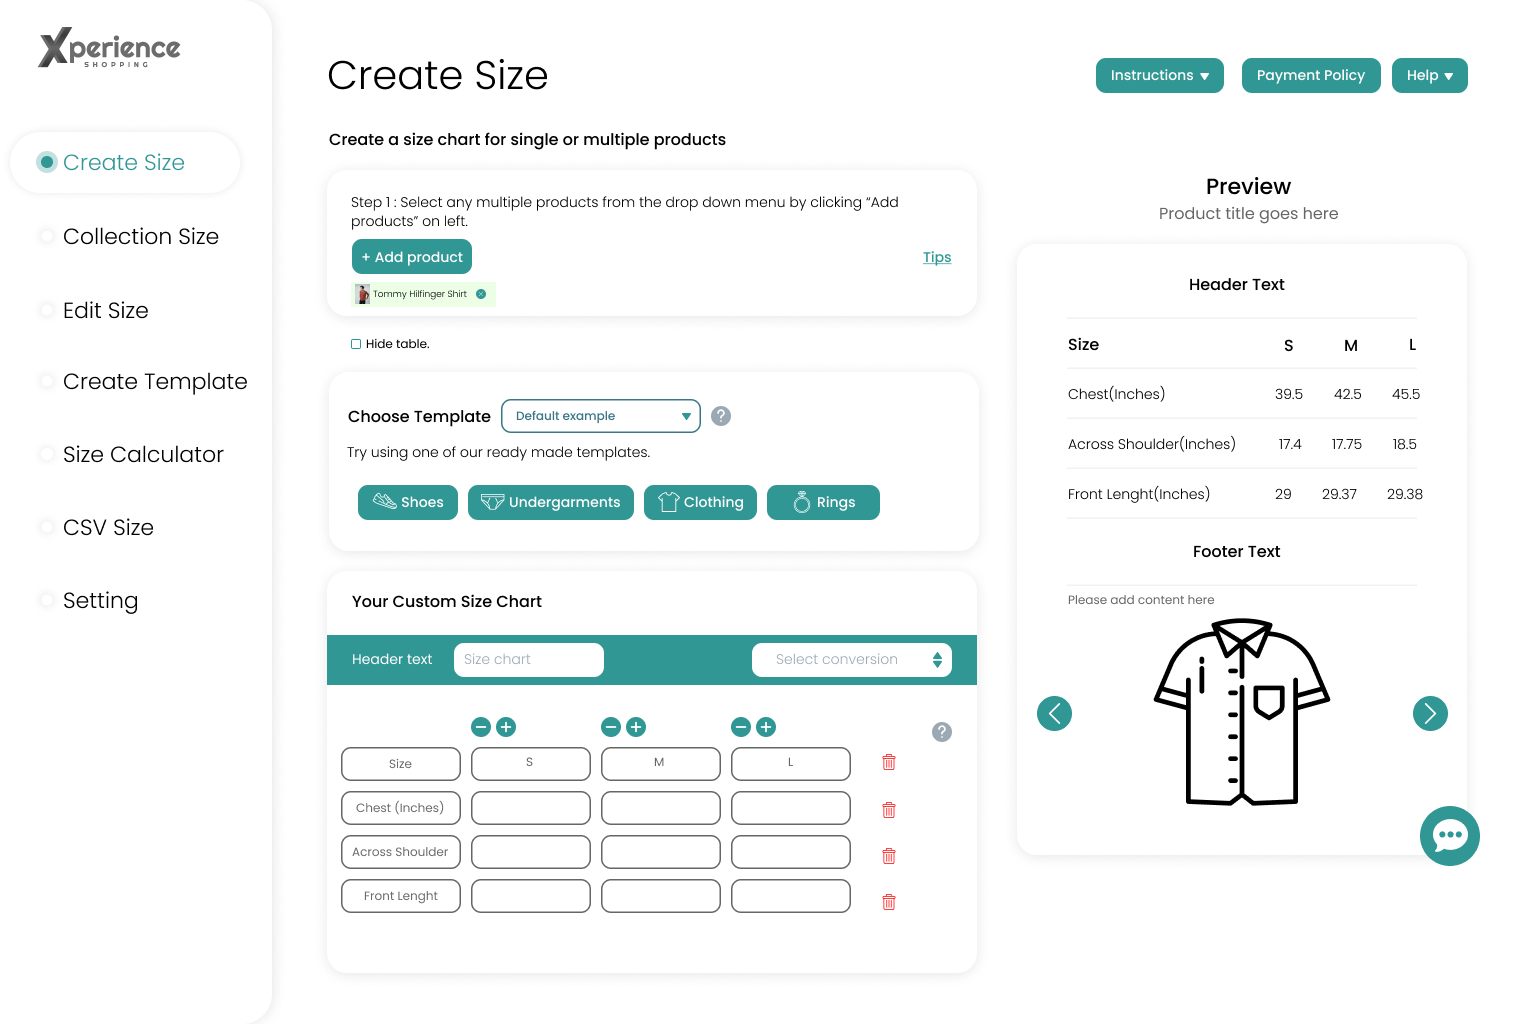 Xperience
SHOPPING
Create Size
Collection Size
Edit Size
Create Template
Size Calculator
CSV Size
Setting
Create Size
Instructions
Payment Policy
Help
Create a size chart for single or multiple products
Step 1 : Select any multiple products from the drop down menu by clicking “Add
products” on left.
+ Add product
Tips
Tommy Hilfinger Shirt
Hide table.
Choose Template
Default example
?
Try using one of our ready made templates.
Shoes
Undergarments
Clothing
Rings
Your Custom Size Chart
Header text
Size chart
Select conversion
?
Size S M L
Chest (Inches)
Across Shoulder
Front Lenght
Preview
Product title goes here
Header Text
Size S M L
Chest(Inches) 39.5 42.5 45.5
Across Shoulder(Inches) 17.4 17.75 18.5
Front Lenght(Inches) 29 29.37 29.38
Footer Text
Please add content here